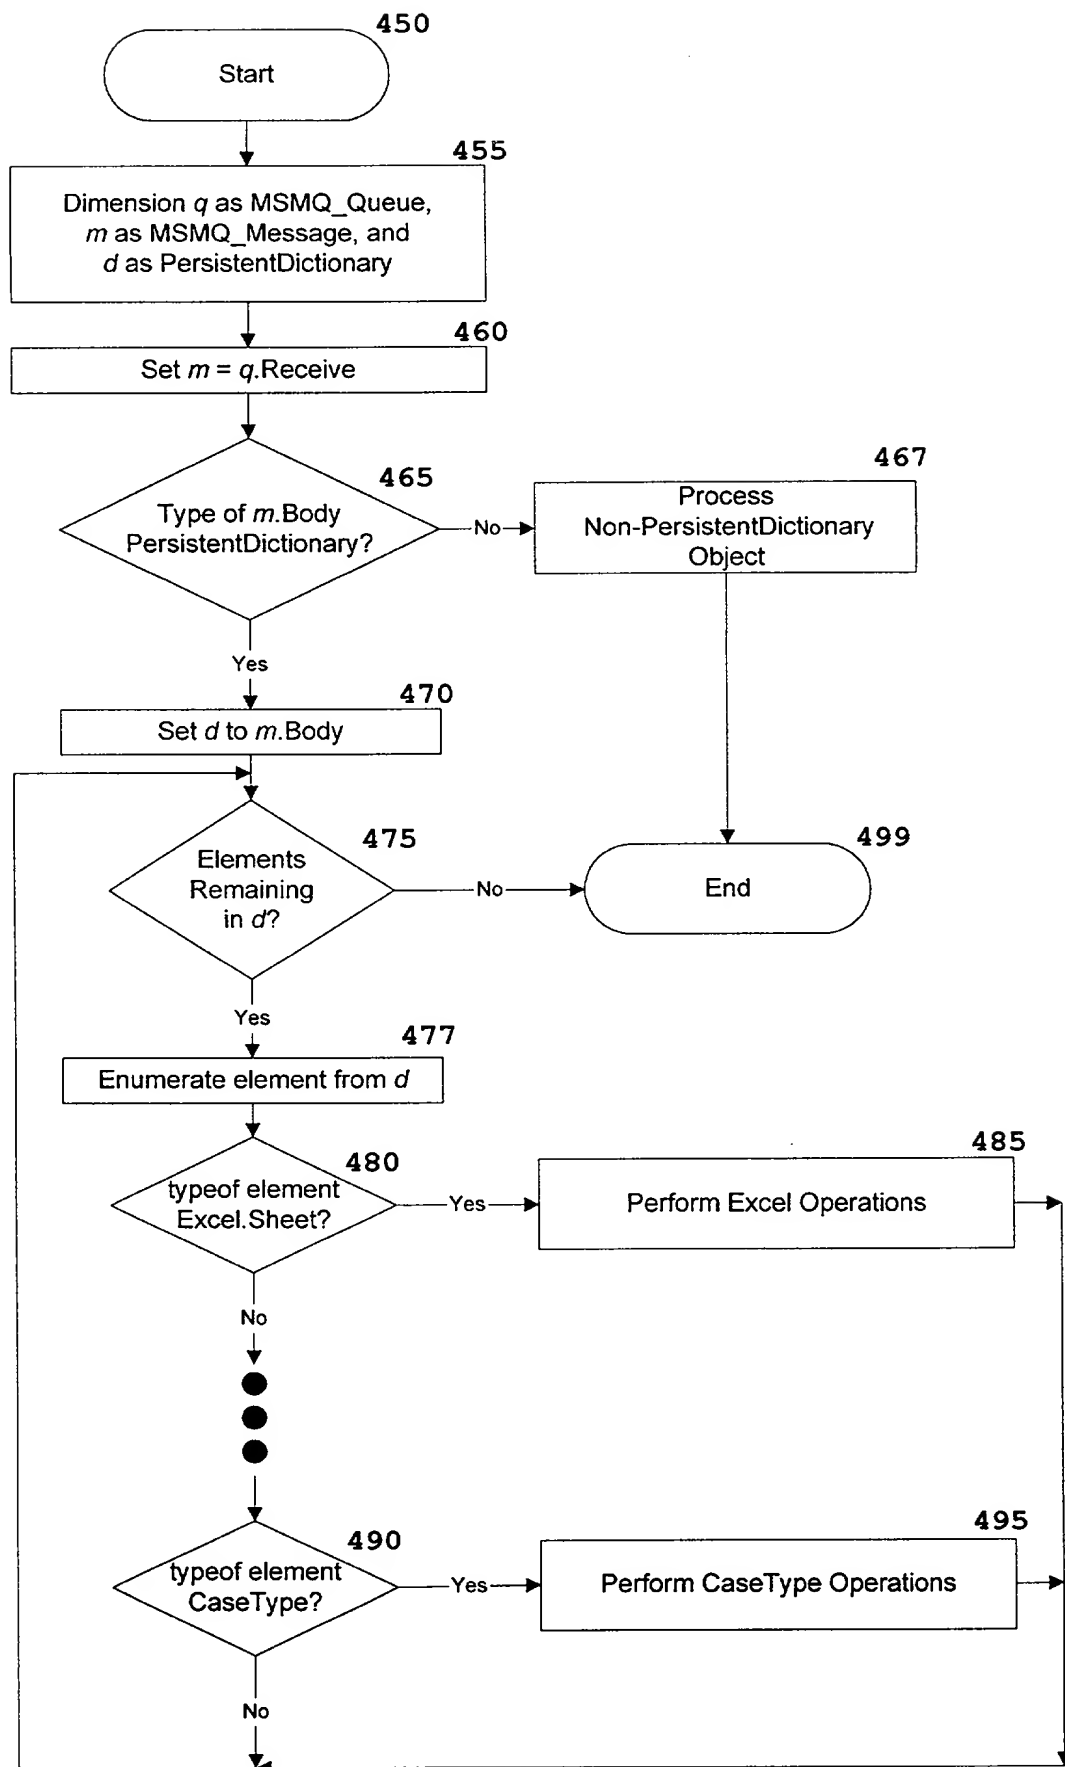 450
Start
455
Dimension q as MSMQ_Queue,
m as MSMQ_Message, and
d as PersistentDictionary
460
Set m = q.Receive
465
Type of m.Body
PersistentDictionary?
No
467
Process
Non-PersistentDictionary
Object
Yes
470
Set d to m.Body
475
Elements
Remaining
in d?
No
499
End
Yes
477
Enumerate element from d
480
typeof element
Excel.Sheet?
Yes
485
Perform Excel Operations
No
490
typeof element
CaseType?
Yes
495
Perform CaseType Operations
No